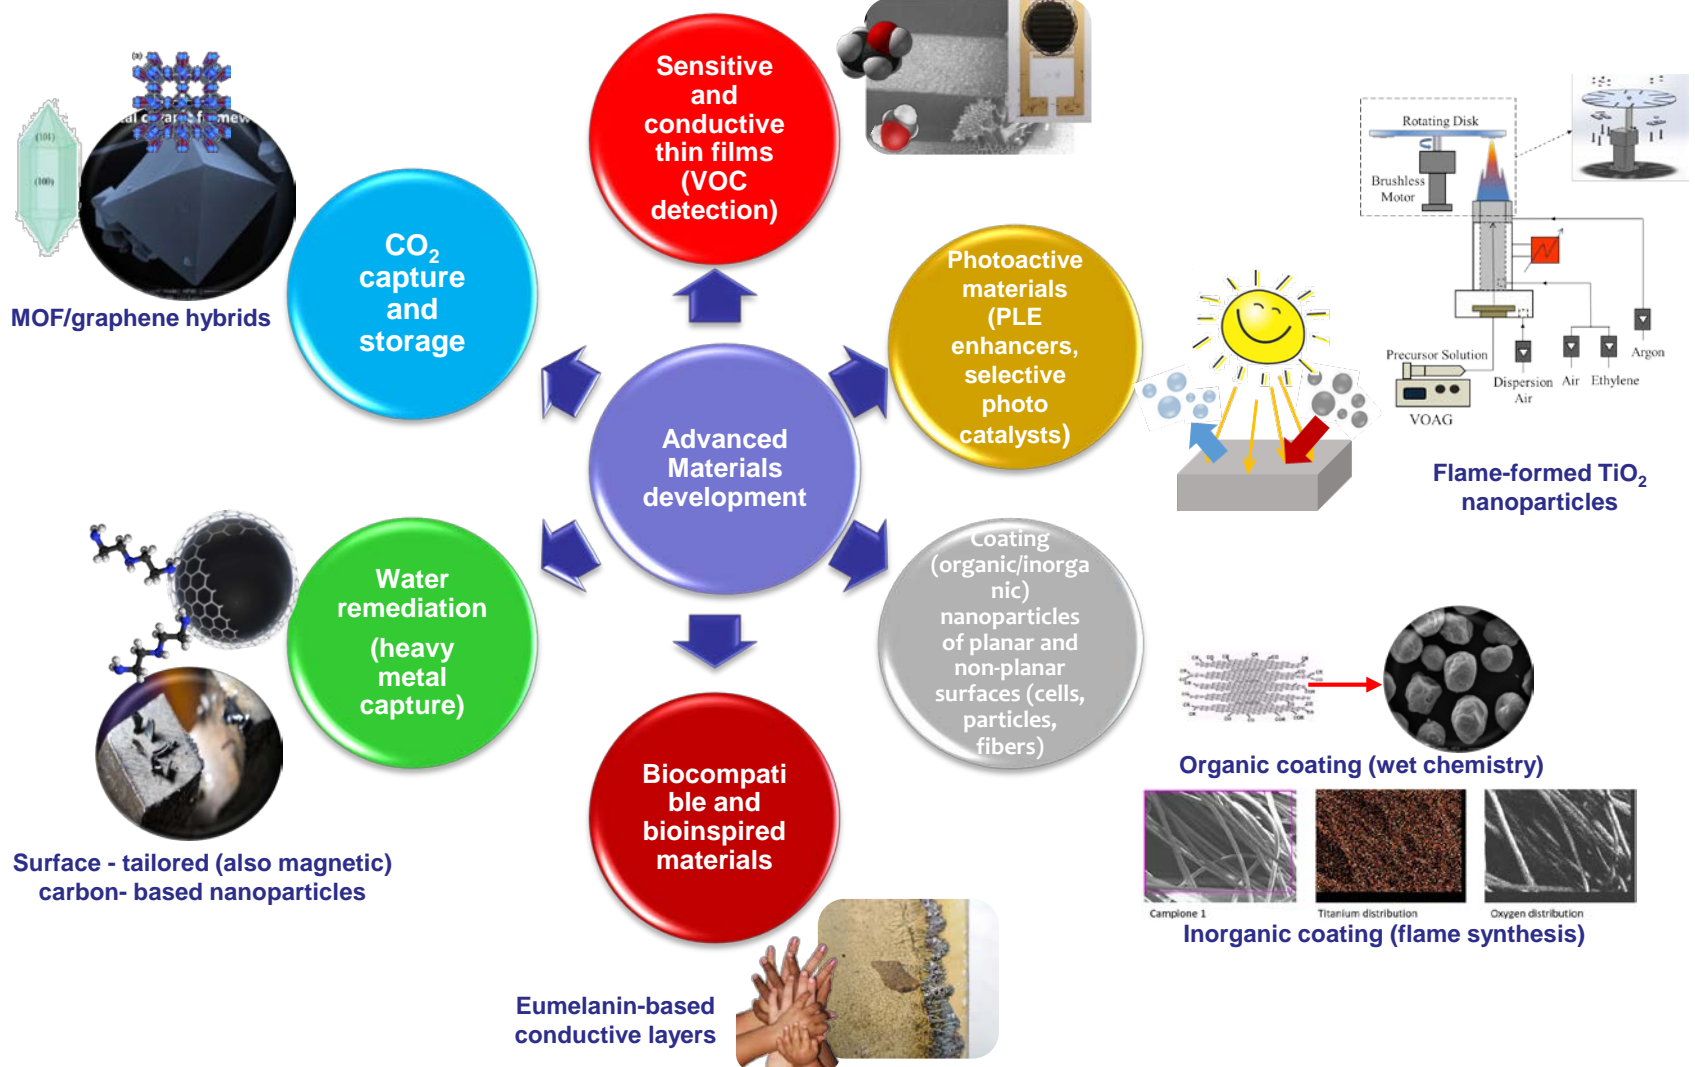 Sensitive
and
conductive
thin films
(VOC
detection)
(a)
(101)
(100)
MOF/graphene hybrids
CO2
capture
and
storage
Photoactive
materials
(PLE
enhancers,
selective
photo
catalysts)
Rotating Disk
Brushless
Motor
Precursor Solution
VOAG
Dispersion
Air
Air
Ethylene
Argon
Flame-formed TiO2
nanoparticles
Advanced
Materials
development
Water
remediation
(heavy
metal
capture)
Surface - tailored (also magnetic)
carbon- based nanoparticles
Coating
(organic/inorga
nic)
nanoparticles
of planar and
non-planar
surfaces (cells,
particles,
fibers)
Organic coating (wet chemistry)
Campione 1
Titanium distribution
Oxygen distribution
Inorganic coating (flame synthesis)
Biocompati
ble and
bioinspired
materials
Eumelanin-based
conductive layers